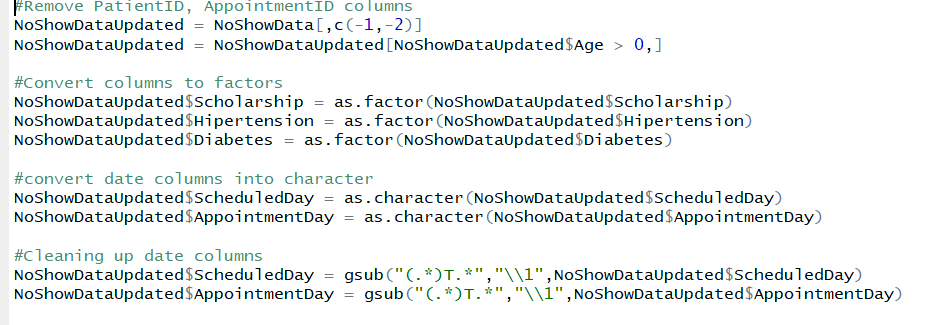 #Remove PatientID, AppointmentID columns
NoShowDataUpdated = NoShowData[,c(-1,-2)]
NoShowDataUpdated = NoShowDataUpdated[NoShowDataUpdated$Age > 0,]
#Convert columns to factors
NoShowDataUpdated$Scholarship = as.factor(NoShowDataUpdated$Scholarship)
NoShowDataUpdated$Hipertension = as.factor(NoShowDataUpdated$Hipertension)
NoShowDataUpdated$Diabetes = as.factor(NoShowDataUpdated$Diabetes)
#convert date columns into character
NoShowDataUpdated$ScheduledDay = as.character(NoShowDataUpdated$ScheduledDay)
NoShowDataUpdated$AppointmentDay = as.character(NoShowDataUpdated$AppointmentDay)
#Cleaning up date columns
NoShowDataUpdated$ScheduledDay = gsub("(.*)T.*","\\1",NoShowDataUpdated$ScheduledDay)
NoShowDataUpdated$AppointmentDay = gsub("(.*)T.*","\\1",NoShowDataUpdated$AppointmentDay)